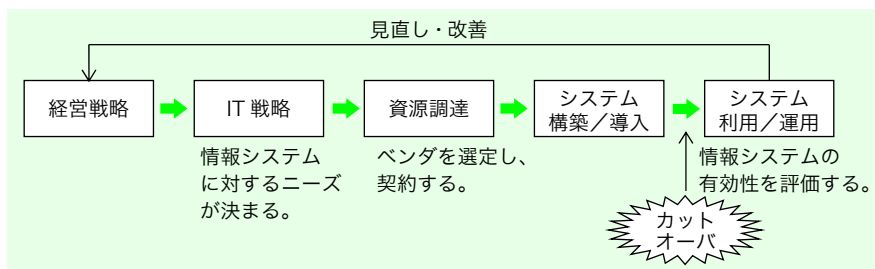 見直し・改善
経営戦略
IT 戦略
資源調達
システム
構築／導入
システム
利用／運用
情報システム
に対するニーズ
が決まる。
ベンダを選定し、
契約する。
情報システムの
有効性を評価する。
カット
オーバ